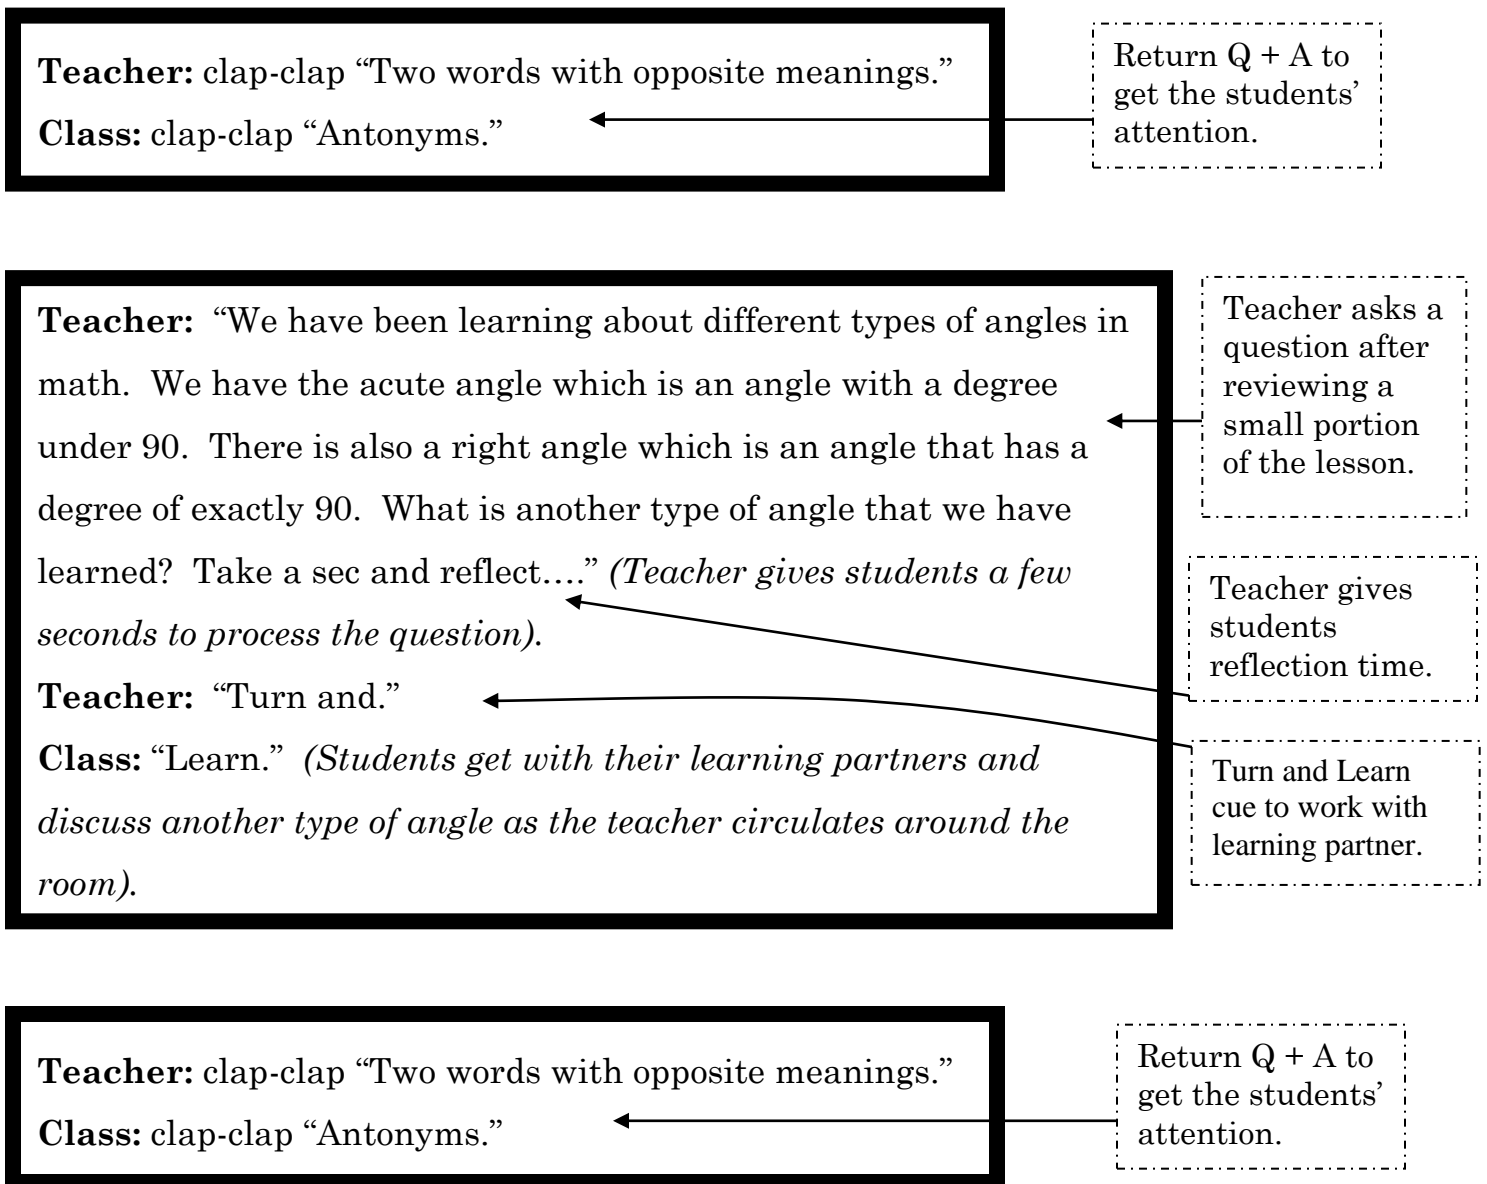 Teacher: clap-clap “Two words with opposite meanings.”
Class: clap-clap “Antonyms.”
Return Q + A to
get the students’
attention.
Teacher:  “We have been learning about different types of angles in
math.  We have the acute angle which is an angle with a degree
under 90.  There is also a right angle which is an angle that has a
degree of exactly 90.  What is another type of angle that we have
learned?  Take a sec and reflect….” (Teacher gives students a few
seconds to process the question).
Teacher:  “Turn and.”
Class: “Learn.”  (Students get with their learning partners and
discuss another type of angle as the teacher circulates around the
room).
Teacher asks a
question after
reviewing a
small portion
of the lesson.
Teacher gives
students
reflection time.
Turn and Learn
cue to work with
learning partner.
Teacher: clap-clap “Two words with opposite meanings.”
Class: clap-clap “Antonyms.”
Return Q + A to
get the students’
attention.